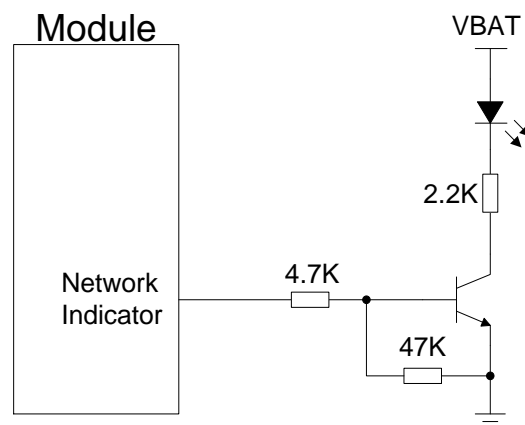 Module
VBAT
2.2K
4.7K
Network
Indicator
47K